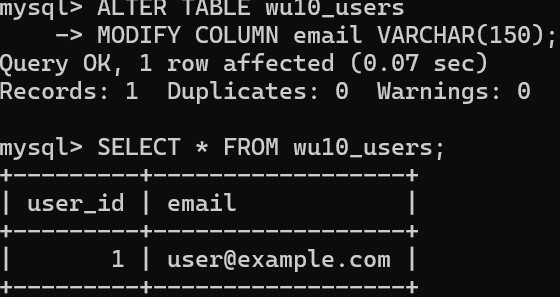 mysql> ALTER TABLE wu10_users
    -> MODIFY COLUMN email VARCHAR(150);
Query OK, 1 row affected (0.07 sec)
Records: 1  Duplicates: 0  Warnings: 0

mysql> SELECT * FROM wu10_users;
+---------+------------------+
| user_id | email            |
+---------+------------------+
|       1 | user@example.com |
+---------+------------------+